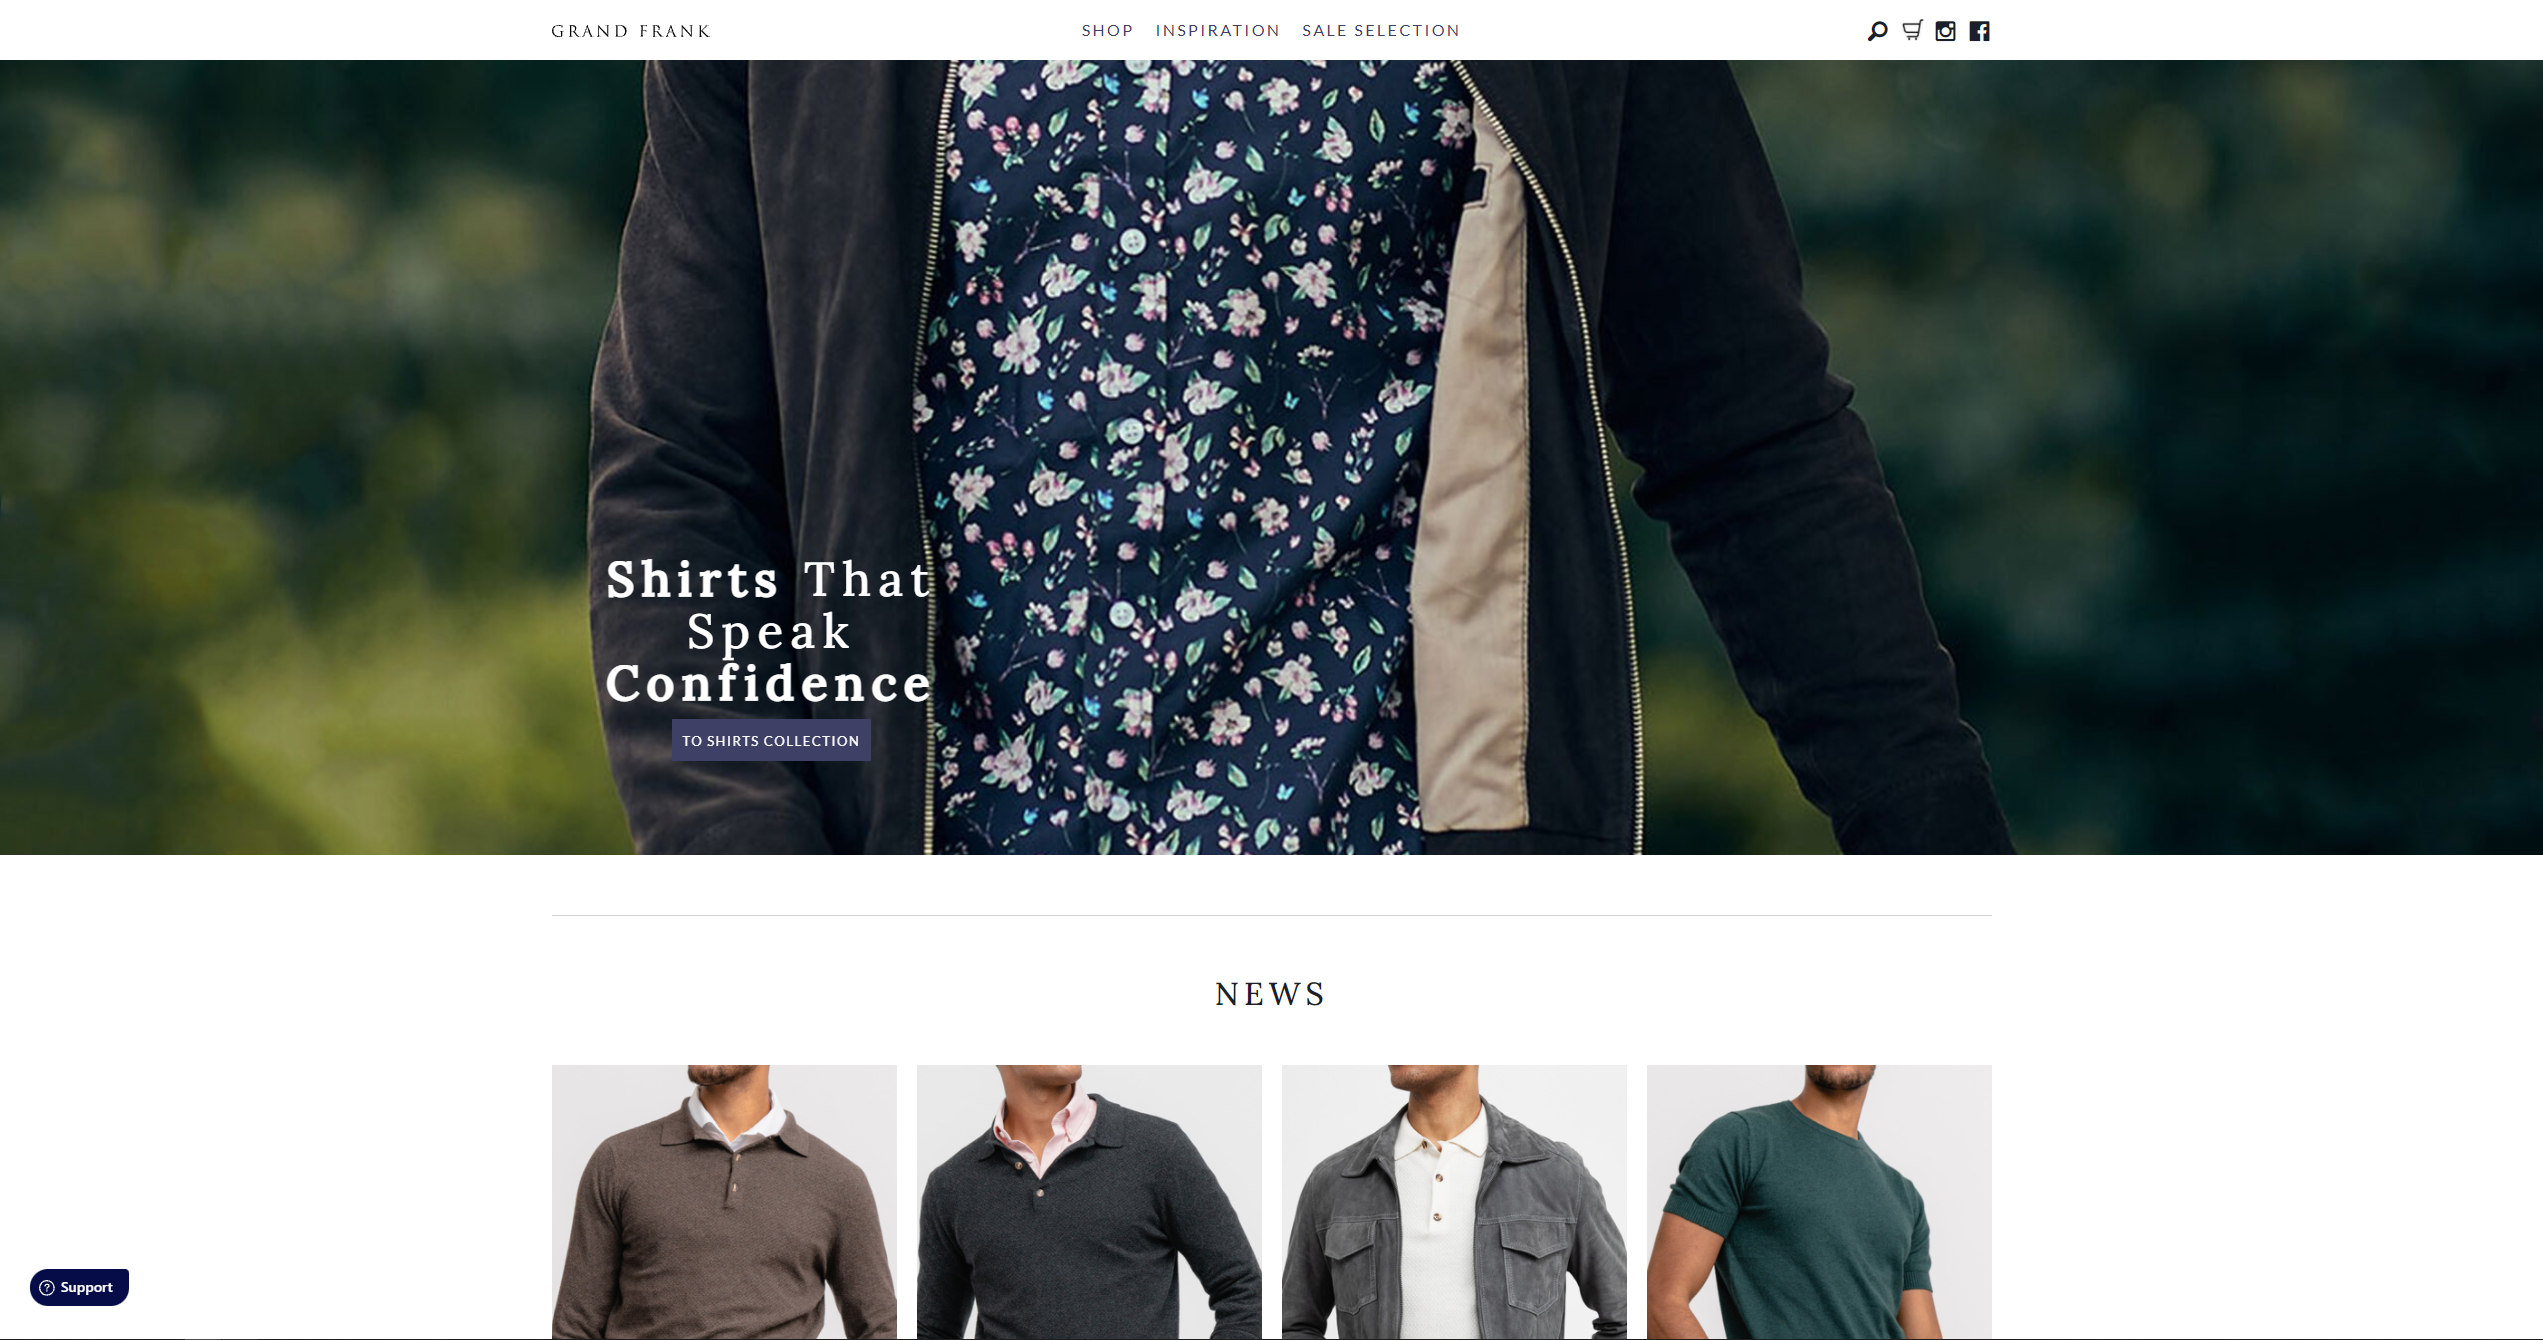 GRAND FRANK
SHOP INSPIRATION SALE SELECTION
Shirts That
Speak
Confidence
TO SHIRTS COLLECTION
NEWS
Support